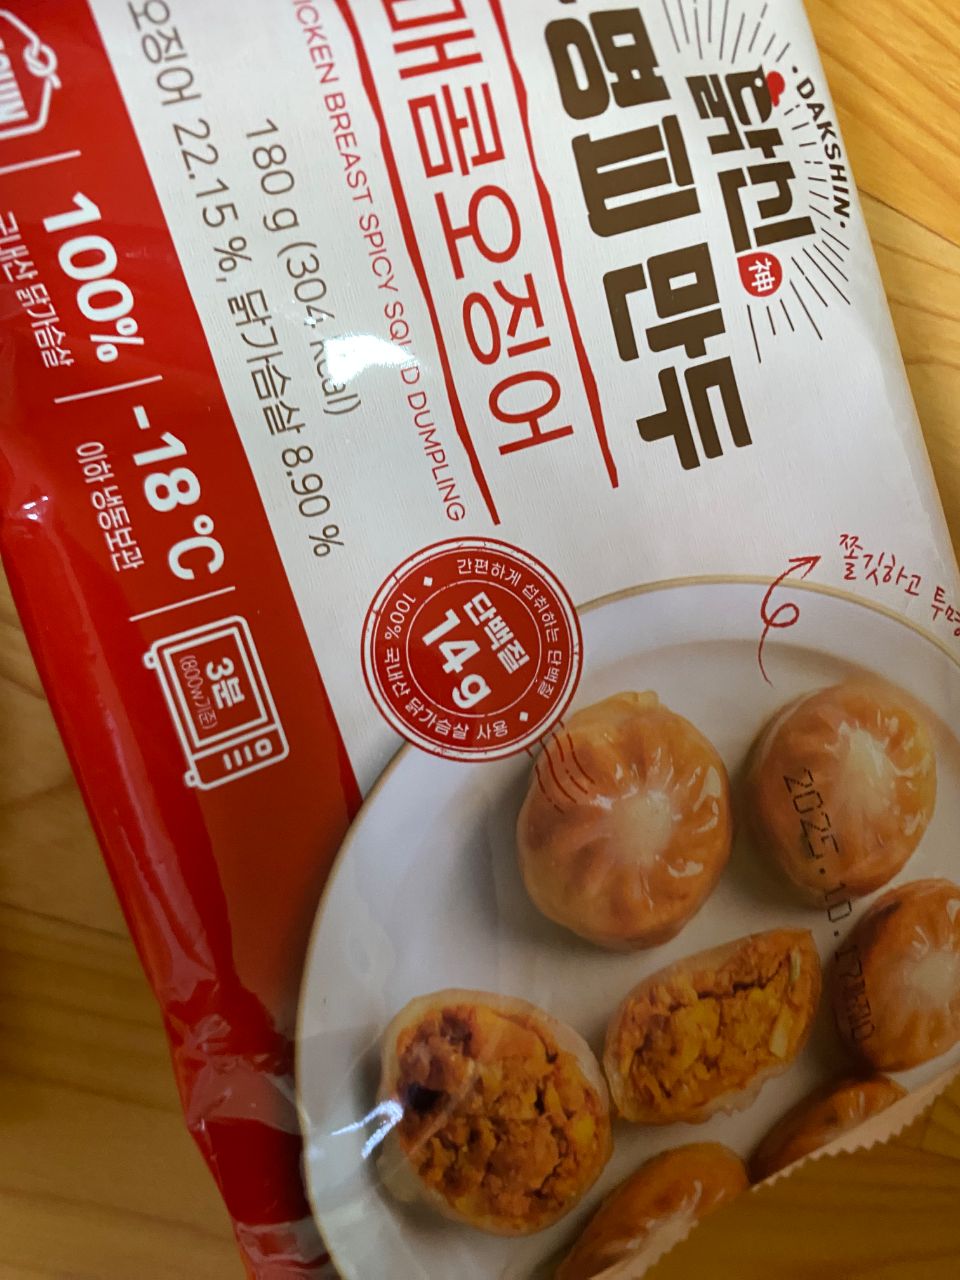 ·DAKSHIN·
닭신
神
명피만두
매콤오징어
ICKEN BREAST SPICY SQUID DUMPLING
180 g (304 kcal)
오징어 22.15 %, 닭가슴살 8.90 %
100%
국내산 닭가슴살
-18℃
이하 냉동보관
3분
(800w기준)
간편하게 섭취하는 단백질
단백질
14g
100% 국내산 닭가슴살 사용
쫄깃하고 투명
2025.10.